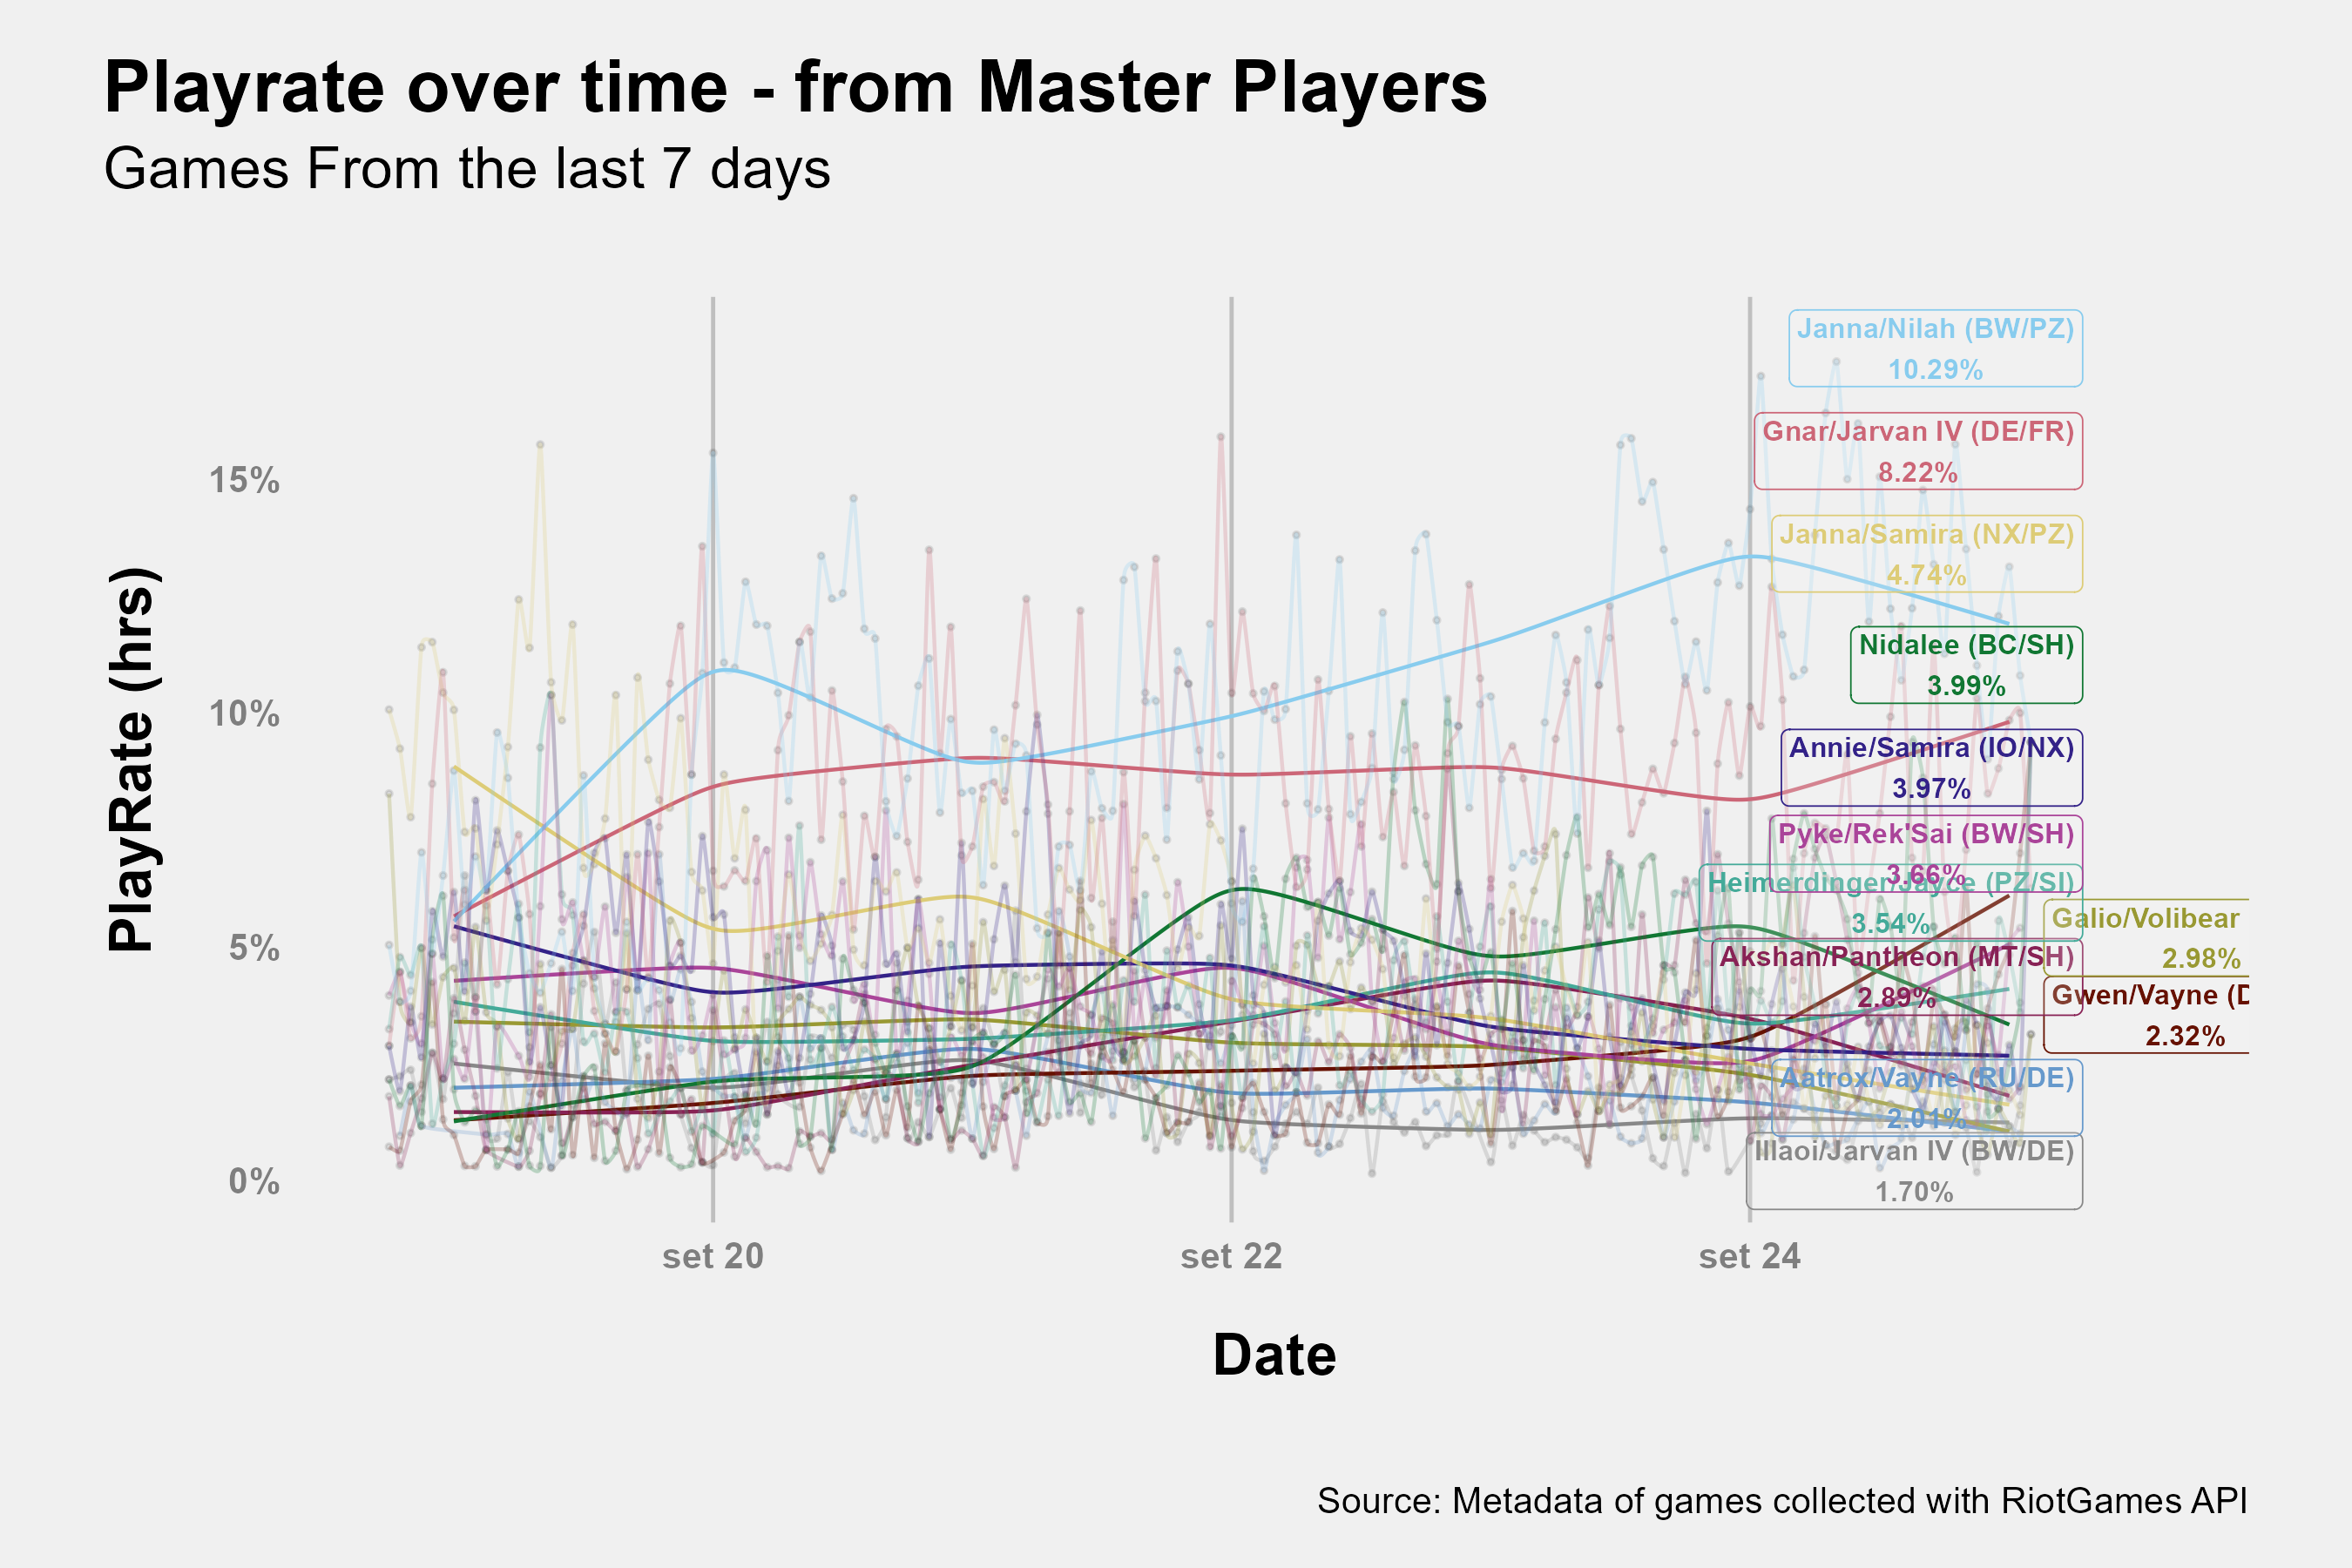 Playrate over time - from Master Players
Games From the last 7 days
PlayRate (hrs)
15%
10%
5%
0%
Janna/Nilah (BW/PZ)
10.29%
Gnar/Jarvan IV (DE/FR)
8.22%
Janna/Samira (NX/PZ)
4.74%
Nidalee (BC/SH)
3.99%
Annie/Samira (IO/NX)
3.97%
Pyke/Rek'Sai (BW/SH)
3.66%
Heimerdinger/Jayce (PZ/SI)
3.54%
Galio/Volibear
2.98%
Akshan/Pantheon (MT/SH)
2.89%
Gwen/Vayne (D
2.32%
Aatrox/Vayne (RU/DE)
2.01%
Illaoi/Jarvan IV (BW/DE)
1.70%
set 20
set 22
set 24
Date
Source: Metadata of games collected with RiotGames API